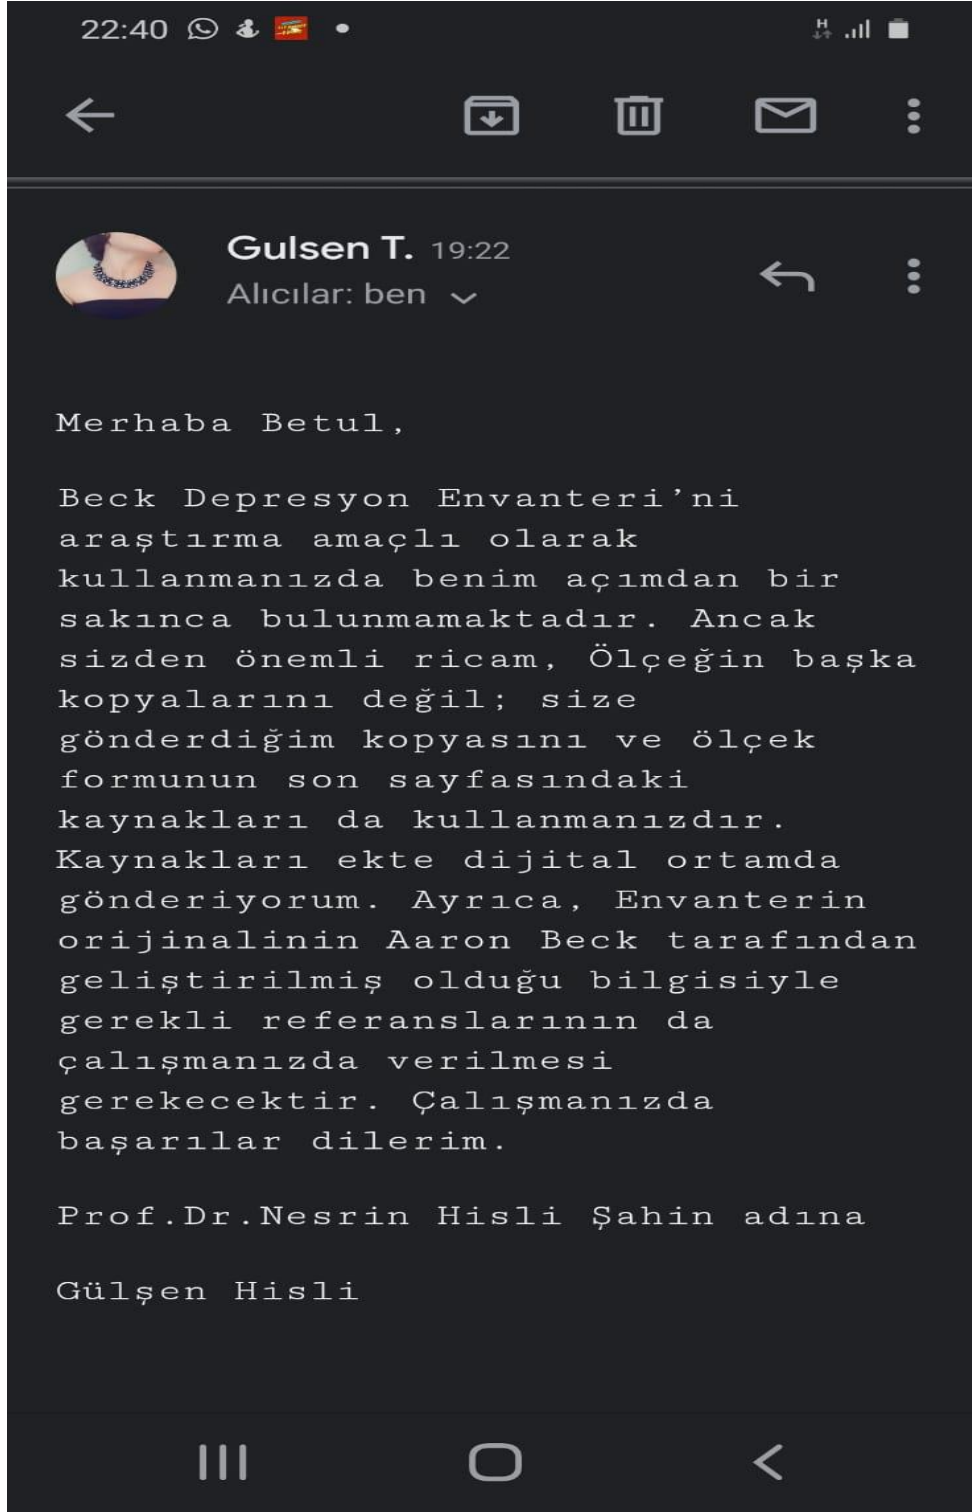 22:40
H
Gulsen T. 19:22
Alıcılar: ben
Merhaba Betul,
Beck Depresyon Envanteri’ni
araştırma amaçlı olarak
kullanmanızda benim açımdan bir
sakınca bulunmamaktadır. Ancak
sizden önemli ricam, Ölçeğin başka
kopyalarını değil; size
gönderdiğim kopyasını ve ölçek
formunun son sayfasındaki
kaynakları da kullanmanızdır.
Kaynakları ekte dijital ortamda
gönderiyorum. Ayrıca, Envanterin
orijinalinin Aaron Beck tarafından
geliştirilmiş olduğu bilgisiyle
gerekli referanslarının da
çalışmanızda verilmesi
gerekecektir. Çalışmanızda
başarılar dilerim.
Prof.Dr.Nesrin Hisli Şahin adına
Gülşen Hisli